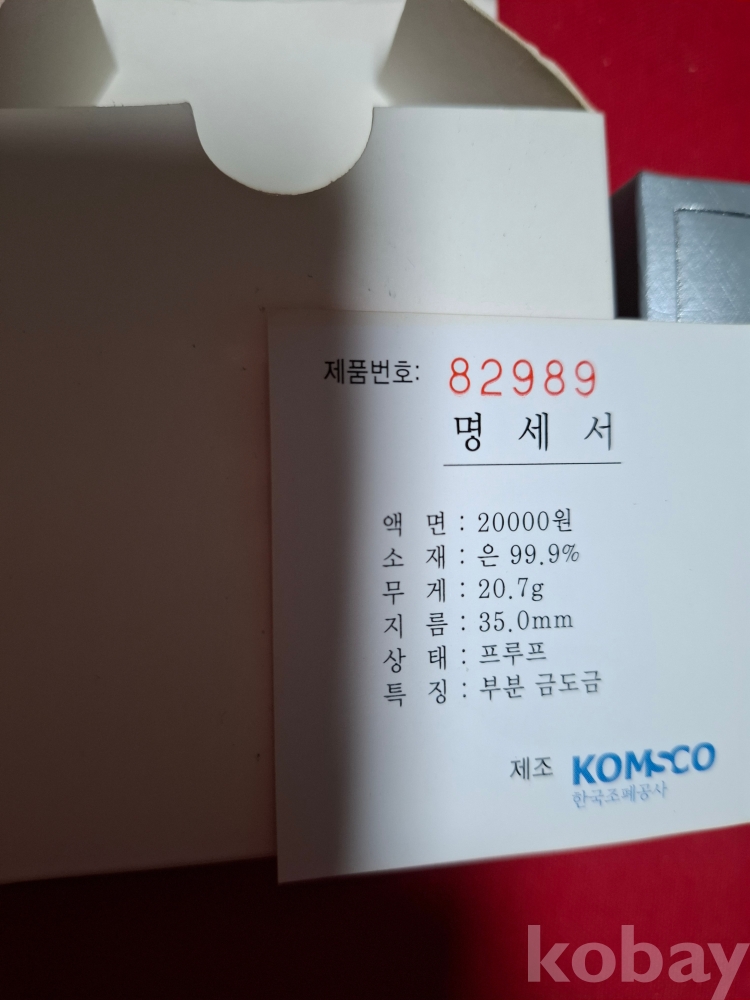 제품번호: 82989
명 세 서
액 면 : 20000원
소 재 : 은 99.9%
무 게 : 20.7g
지 름 : 35.0mm
상 태 : 프루프
특 징 : 부분 금도금
제조 KOMSCO
한국조폐공사
kobay